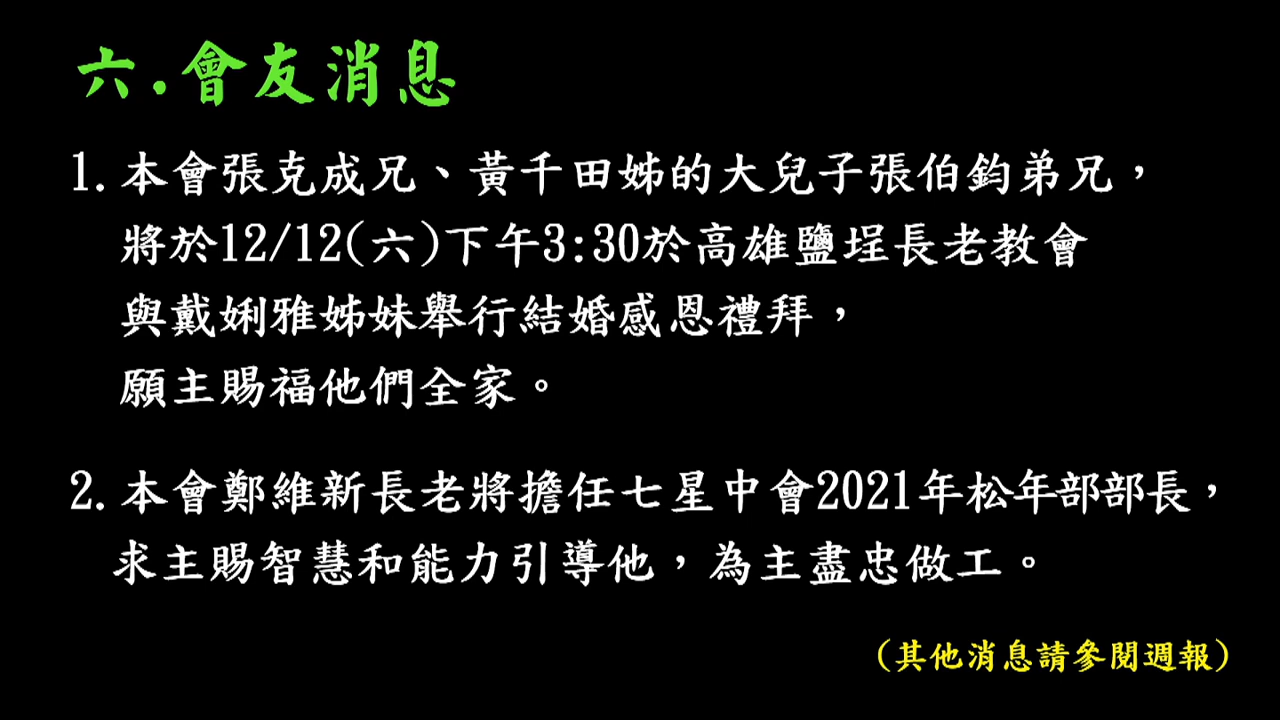 六.會友消息
1.本會張克成兄、黃千田姊的大兒子張伯鈞弟兄，
將於12/12(六)下午3:30於高雄鹽埕長老教會
與戴娳雅姊妹舉行結婚感恩禮拜，
願主賜福他們全家。
2.本會鄭維新長老將擔任七星中會2021年松年部部長，
求主賜智慧和能力引導他，為主盡忠做工。
(其他消息請參閱週報)